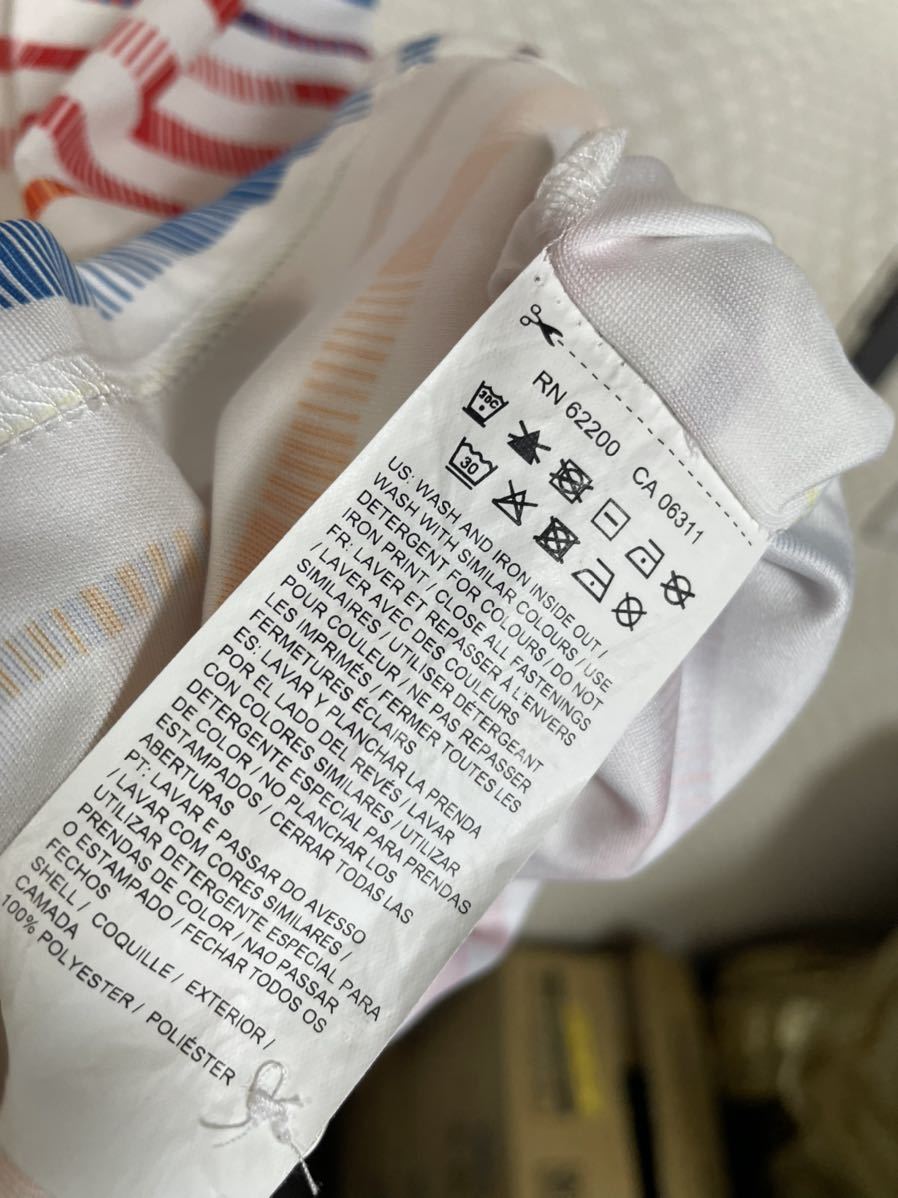 RN 62200 CA 06311
30C
30
US: WASH AND IRON INSIDE OUT /
WASH WITH SIMILAR COLOURS / USE
DETERGENT FOR COLOURS / DO NOT
IRON PRINT / CLOSE ALL FASTENINGS
FR: LAVER ET REPASSER À L'ENVERS
/ LAVER AVEC DES COULEURS
SIMILAIRES / UTILISER DÉTERGEANT
POUR COULEUR / NE PAS REPASSER
LES IMPRIMÉS / FERMER TOUTES LES
FERMETURES ÉCLAIRS
ES: LAVAR Y PLANCHAR LA PRENDA
POR EL LADO DEL REVÉS / LAVAR
CON COLORES SIMILARES / UTILIZAR
DETERGENTE ESPECIAL PARA PRENDAS
DE COLOR / NO PLANCHAR LOS
ESTAMPADOS / CERRAR TODAS LAS
ABERTURAS
PT: LAVAR E PASSAR DO AVESSO
/ LAVAR COM CORES SIMILARES /
UTILIZAR DETERGENTE ESPECIAL PARA
PRENDAS DE COLOR / NAO PASSAR
O ESTAMPADO / FECHAR TODOS OS
FECHOS
SHELL / COQUILLE / EXTERIOR /
CAMADA
100% POLYESTER / POLIÉSTER